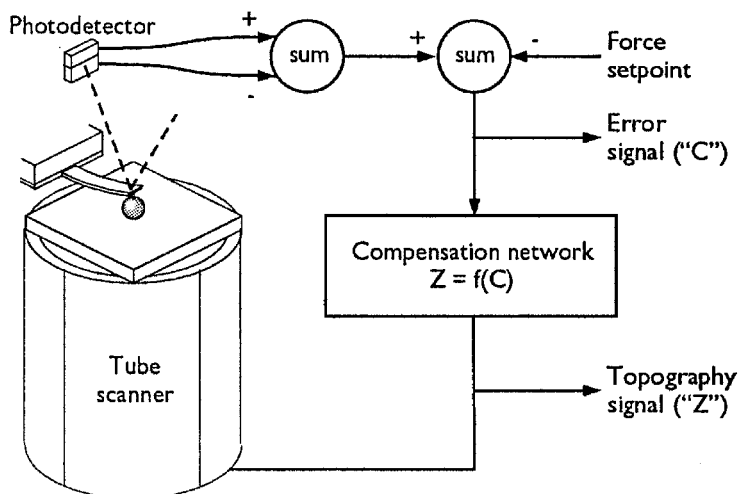 Photodetector
+
-
sum
+
sum
-
Force
setpoint
Error
signal (“C”)
Compensation network
Z = f(C)
Tube
scanner
Topography
signal (“Z”)